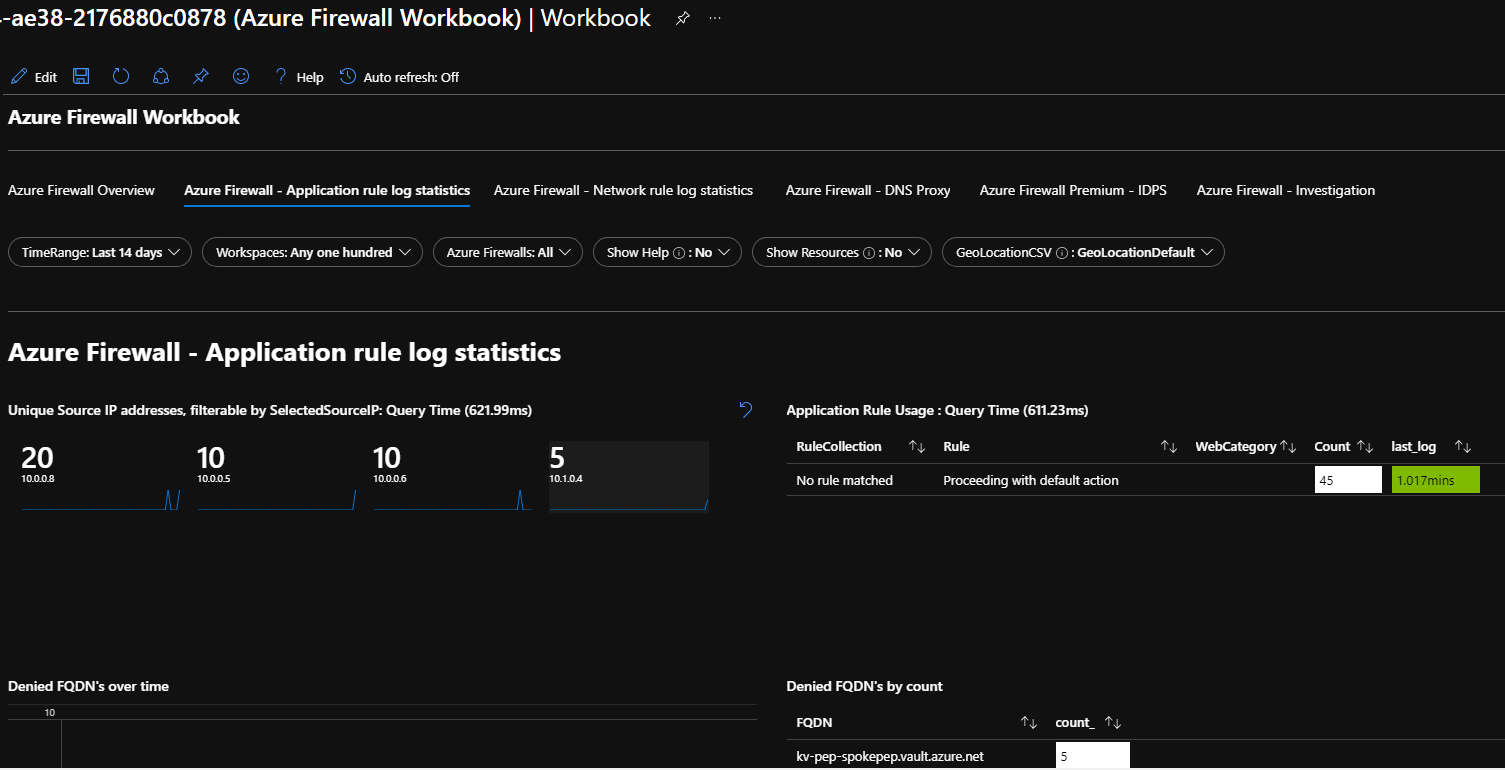 -ae38-2176880c0878 (Azure Firewall Workbook) | Workbook
Edit
Help
Auto refresh: Off
Azure Firewall Workbook
Azure Firewall Overview
Azure Firewall - Application rule log statistics
Azure Firewall - Network rule log statistics
Azure Firewall - DNS Proxy
Azure Firewall Premium - IDPS
Azure Firewall - Investigation
TimeRange: Last 14 days
Workspaces: Any one hundred
Azure Firewalls: All
Show Help : No
Show Resources : No
GeoLocationCSV : GeoLocationDefault
Azure Firewall - Application rule log statistics
Unique Source IP addresses, filterable by SelectedSourceIP: Query Time (621.99ms)
20
10.0.0.8
10
10.0.0.5
10
10.0.0.6
5
10.1.0.4
Application Rule Usage : Query Time (611.23ms)
RuleCollection Rule WebCategory Count last_log
No rule matched Proceeding with default action 45 1.017mins
Denied FQDN's over time
10
Denied FQDN's by count
FQDN count_
kv-pep-spokepep.vault.azure.net 5